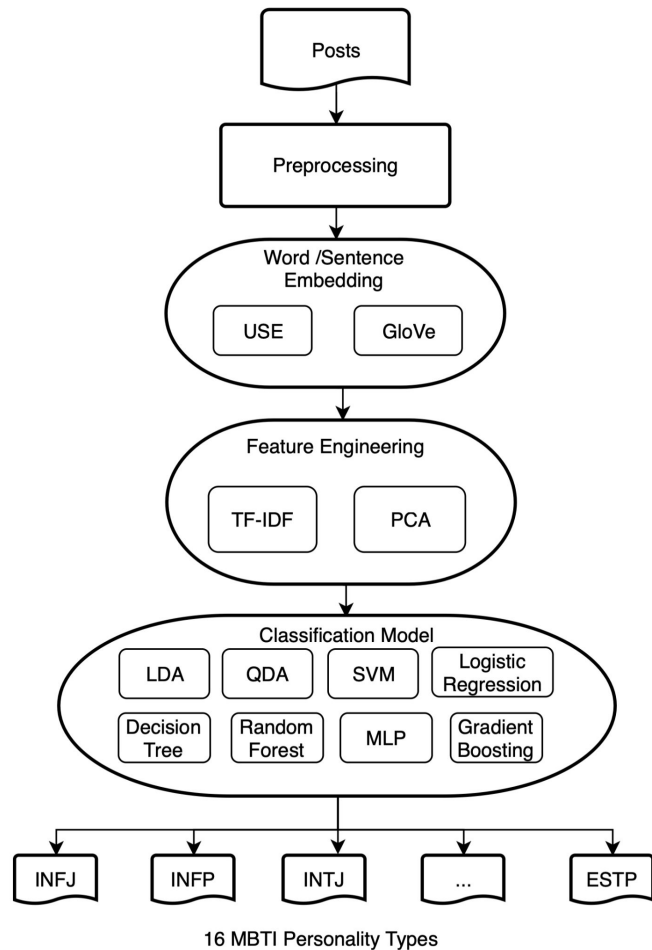 Posts
Preprocessing
Word /Sentence
Embedding
USE
GloVe
Feature Engineering
TF-IDF
PCA
Classification Model
LDA
QDA
SVM
Logistic
Regression
Decision
Tree
Random
Forest
MLP
Gradient
Boosting
INFJ
INFP
INTJ
...
ESTP
16 MBTI Personality Types